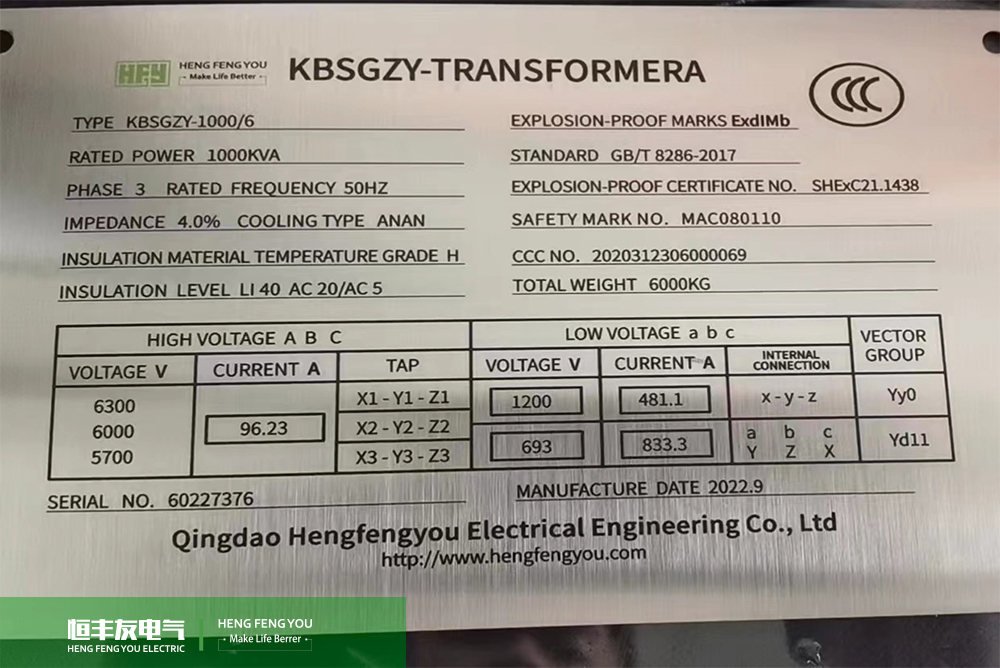 HFY HENG FENG YOU
Make Life Better
KBSGZY-TRANSFORMERA
CCC
TYPE KBSGZY-1000/6
EXPLOSION-PROOF MARKS ExdIMb
RATED POWER 1000KVA
STANDARD GB/T 8286-2017
PHASE 3 RATED FREQUENCY 50HZ
EXPLOSION-PROOF CERTIFICATE NO. SHExC21.1438
IMPEDANCE 4.0% COOLING TYPE ANAN
SAFETY MARK NO. MAC080110
INSULATION MATERIAL TEMPERATURE GRADE H
CCC NO. 2020312306000069
INSULATION LEVEL LI 40 AC 20/AC 5
TOTAL WEIGHT 6000KG
HIGH VOLTAGE A B C
LOW VOLTAGE a b c
VECTOR
GROUP
VOLTAGE V
CURRENT A
TAP
VOLTAGE V
CURRENT A
INTERNAL
CONNECTION
6300
6000
5700
96.23
X1 - Y1 - Z1
X2 - Y2 - Z2
X3 - Y3 - Z3
1200
481.1
x - y - z
Yy0
693
833.3
a b c
Y Z X
Yd11
SERIAL NO. 60227376
MANUFACTURE DATE 2022.9
Qingdao Hengfengyou Electrical Engineering Co., Ltd
http://www.hengfengyou.com
恒丰友电气
HENG FENG YOU ELECTRIC
HENG FENG YOU
Make Life Berrer